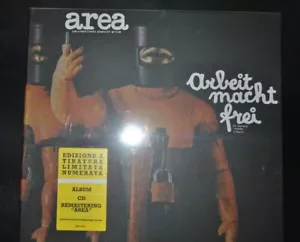 area
arbeit
macht
frei
EDIZIONE A
TIRATURA
LIMITATA
NUMERATA
ALBUM
CD
REMASTERING
"AREA"